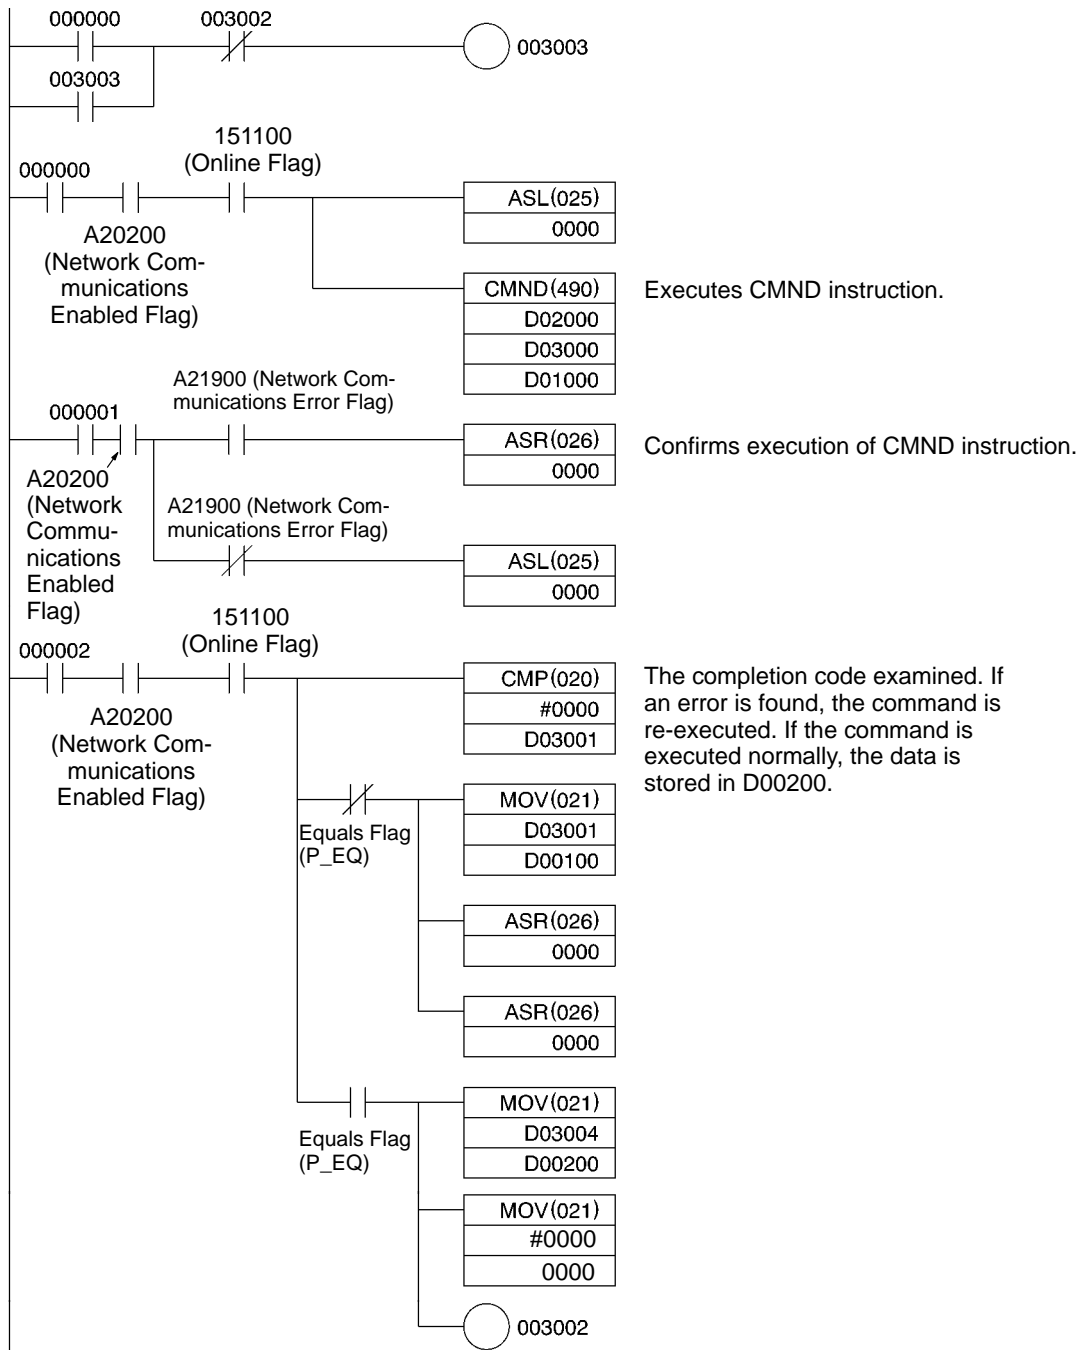 000000
003002
003003
003003
151100
(Online Flag)
000000
A20200
(Network Com-
munications
Enabled Flag)
ASL(025)
0000
CMND(490)
D02000
D03000
D01000
Executes CMND instruction.
A21900 (Network Com-
munications Error Flag)
000001
A20200
(Network
Commu-
nications
Enabled
Flag)
ASR(026)
0000
Confirms execution of CMND instruction.
A21900 (Network Com-
munications Error Flag)
ASL(025)
0000
151100
(Online Flag)
000002
A20200
(Network Com-
munications
Enabled Flag)
CMP(020)
#0000
D03001
The completion code examined. If
an error is found, the command is
re-executed. If the command is
executed normally, the data is
stored in D00200.
Equals Flag
(P_EQ)
MOV(021)
D03001
D00100
ASR(026)
0000
ASR(026)
0000
Equals Flag
(P_EQ)
MOV(021)
D03004
D00200
MOV(021)
#0000
0000
003002